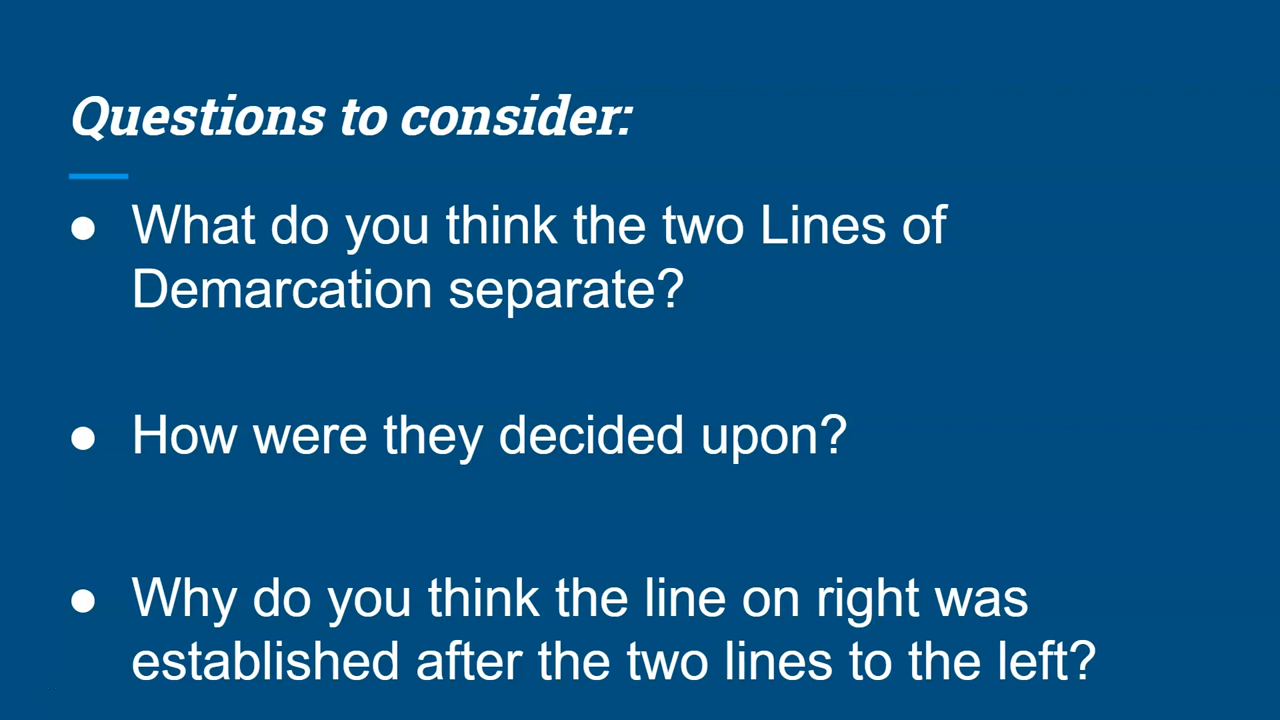 Questions to consider:
● What do you think the two Lines of
Demarcation separate?
● How were they decided upon?
● Why do you think the line on right was
established after the two lines to the left?